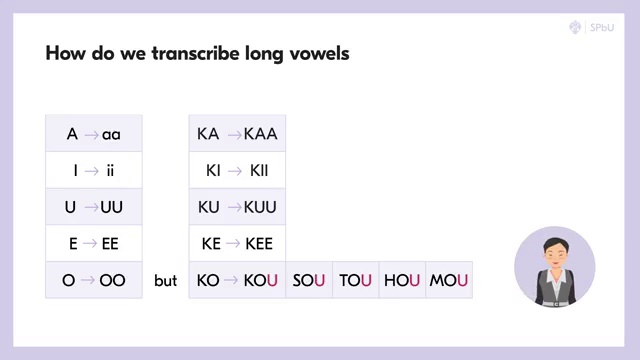 SPbU
How do we transcribe long vowels
A → aa KA → KAA
I → ii KI → KII
U → UU KU → KUU
E → EE KE → KEE
O → OO but KO → KOU SOU TOU HOU MOU